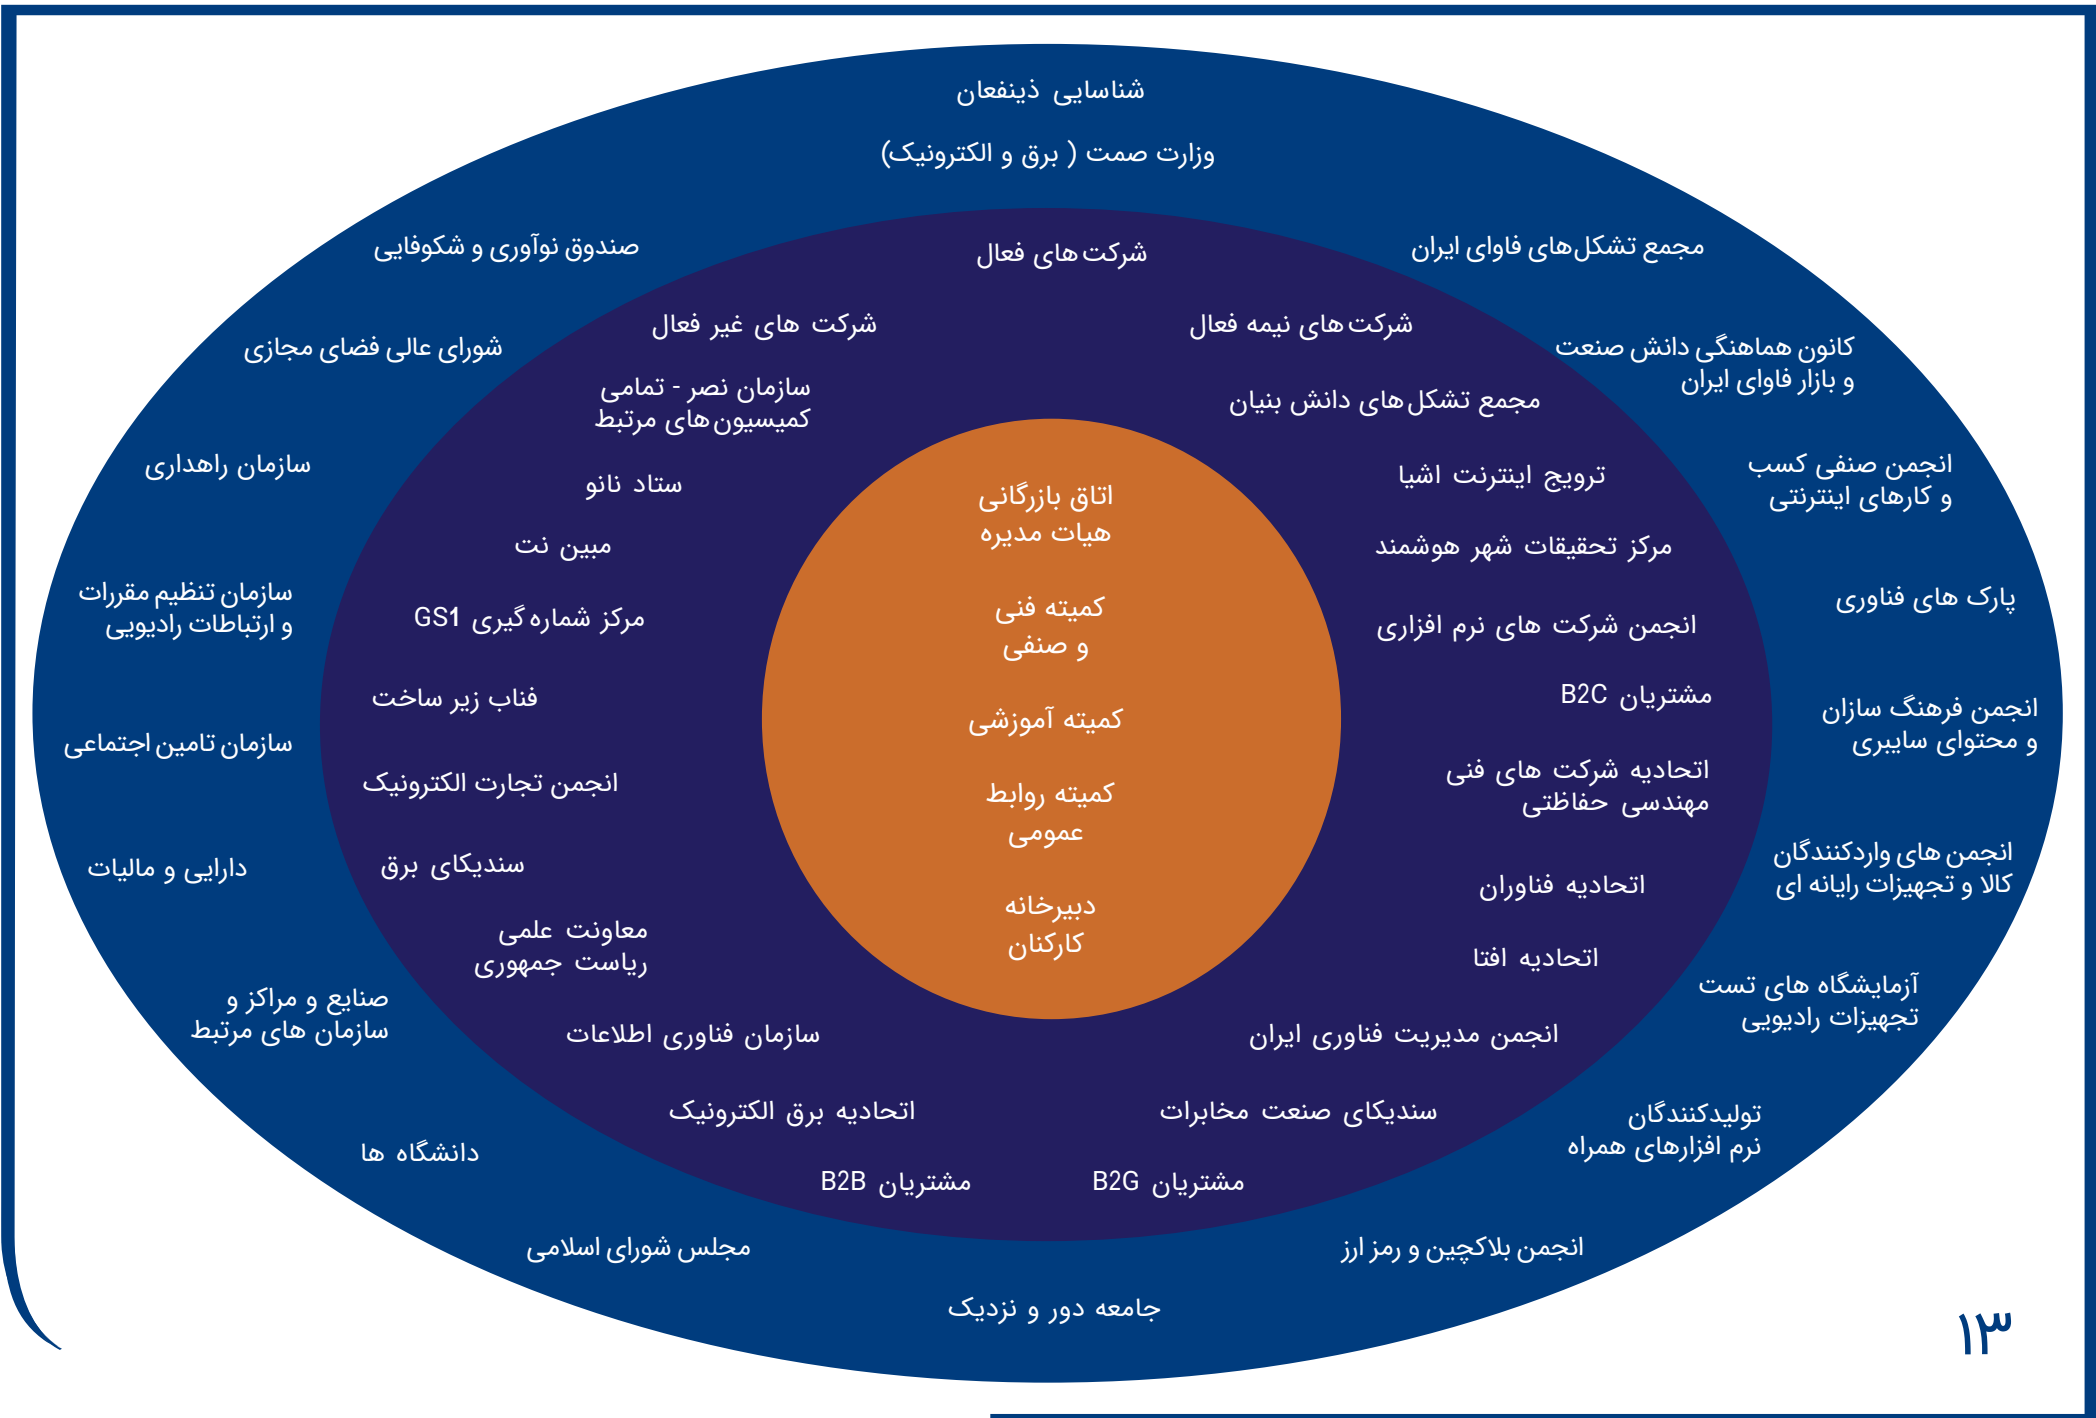 شناسایی ذینفعان
وزارت صمت ( برق و الکترونیک)
مجمع تشکل‌های فاوای ایران
کانون هماهنگی دانش صنعت
و بازار فاوای ایران
انجمن صنفی کسب
و کارهای اینترنتی
پارک های فناوری
انجمن فرهنگ سازان
و محتوای سایبری
انجمن های واردکنندگان
کالا و تجهیزات رایانه ای
آزمایشگاه های تست
تجهیزات رادیویی
تولیدکنندگان
نرم افزارهای همراه
انجمن بلاکچین و رمز ارز
جامعه دور و نزدیک
مجلس شورای اسلامی
دانشگاه ها
صنایع و مراکز و
سازمان های مرتبط
دارایی و مالیات
سازمان تامین اجتماعی
سازمان تنظیم مقررات
و ارتباطات رادیویی
سازمان راهداری
شورای عالی فضای مجازی
صندوق نوآوری و شکوفایی
شرکت های فعال
شرکت های نیمه فعال
مجمع تشکل‌های دانش بنیان
ترویج اینترنت اشیا
مرکز تحقیقات شهر هوشمند
انجمن شرکت های نرم افزاری
مشتریان B2C
اتحادیه شرکت های فنی
مهندسی حفاظتی
اتحادیه فناوران
اتحادیه افتا
انجمن مدیریت فناوری ایران
سندیکای صنعت مخابرات
مشتریان B2G
مشتریان B2B
اتحادیه برق الکترونیک
سازمان فناوری اطلاعات
معاونت علمی
ریاست جمهوری
سندیکای برق
انجمن تجارت الکترونیک
فناب زیر ساخت
مرکز شماره گیری GS1
مبین نت
ستاد نانو
سازمان نصر - تمامی
کمیسیون های مرتبط
شرکت های غیر فعال
اتاق بازرگانی
هیات مدیره
کمیته فنی
و صنفی
کمیته آموزشی
کمیته روابط
عمومی
دبیرخانه
کارکنان
۱۳